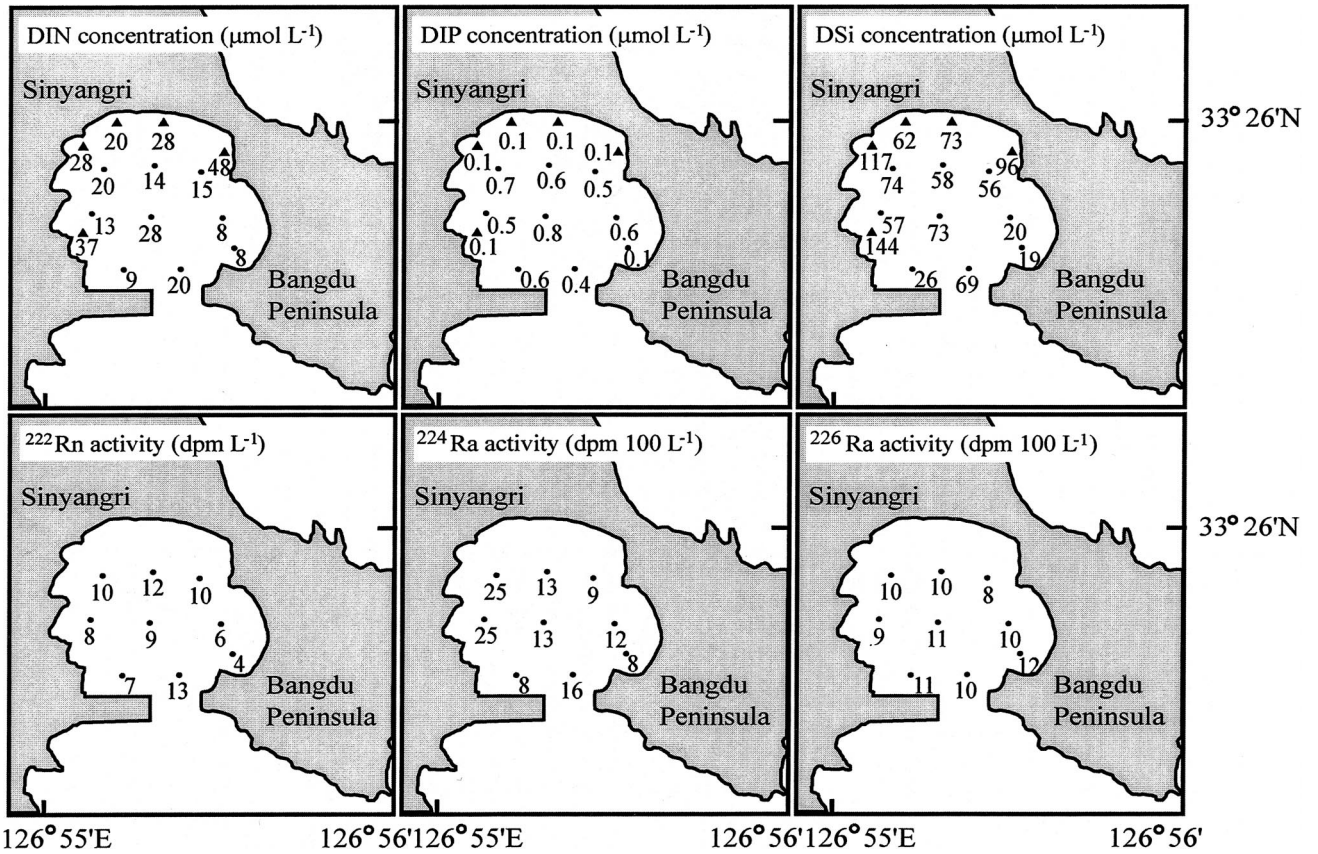 DIN concentration (μmol L-1)
Sinyangri
20 28
28 48
20 14 15
13 28 8
37 8
9 20
Bangdu
Peninsula
DIP concentration (μmol L-1)
Sinyangri
0.1 0.1
0.1 0.1
0.7 0.6 0.5
0.5 0.8 0.6
0.1 0.1
0.6 0.4
Bangdu
Peninsula
DSi concentration (μmol L-1)
Sinyangri
62 73
117 96
74 58 56
57 73 20
144 19
26 69
Bangdu
Peninsula
33° 26'N
222Rn activity (dpm L-1)
Sinyangri
10 12 10
8 9 6
4
7 13
Bangdu
Peninsula
224Ra activity (dpm 100 L-1)
Sinyangri
25 13 9
25 13 12
8
8 16
Bangdu
Peninsula
226Ra activity (dpm 100 L-1)
Sinyangri
10 10 8
.9 11 10
12
11 10
Bangdu
Peninsula
33° 26'N
126° 55'E 126° 56' 126° 55'E 126° 56'